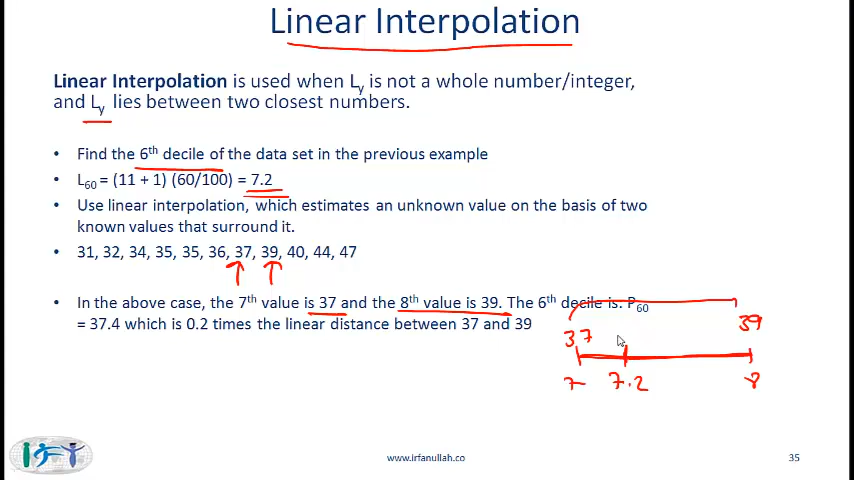 Linear Interpolation
Linear Interpolation is used when Ly is not a whole number/integer,
and Ly lies between two closest numbers.
• Find the 6th decile of the data set in the previous example
• L60 = (11 + 1) (60/100) = 7.2
• Use linear interpolation, which estimates an unknown value on the basis of two
known values that surround it.
• 31, 32, 34, 35, 35, 36, 37, 39, 40, 44, 47
• In the above case, the 7th value is 37 and the 8th value is 39. The 6th decile is: P60
= 37.4 which is 0.2 times the linear distance between 37 and 39
37 39
7 7.2 8
www.irfanullah.co
35